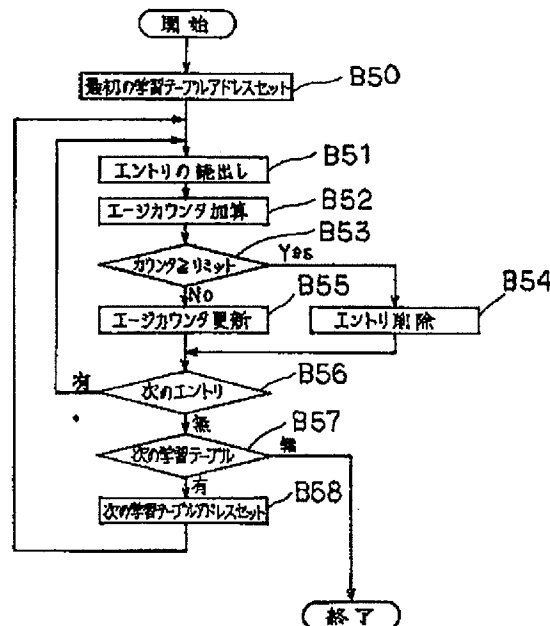 開始
最初の学習テーブルアドレスセット
B50
B51
エントリの読出し
B52
エージカウンタ加算
B53
カウンタ≧リミット
Yes
No
B55
B54
エージカウンタ更新
エントリ削除
B56
有
次のエントリ
無
B57
次の学習テーブル
無
有
B58
次の学習テーブルアドレスセット
終了